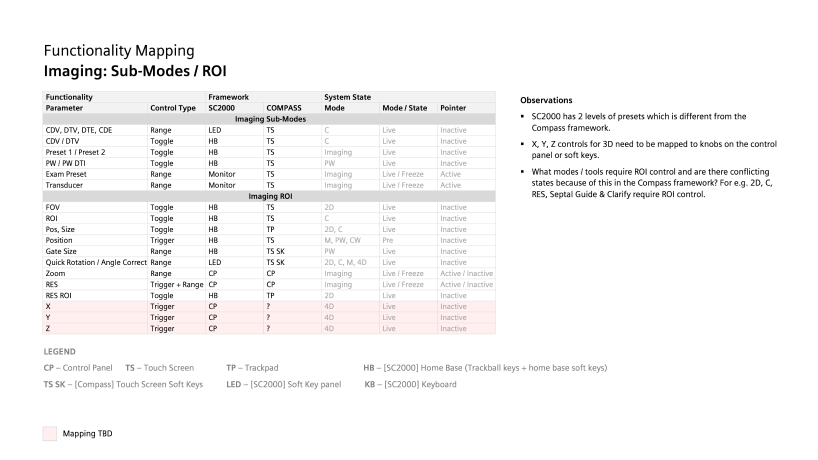 Functionality Mapping
Imaging: Sub-Modes / ROI
Functionality Framework System State
Parameter Control Type SC2000 COMPASS Mode Mode / State Pointer
Imaging Sub-Modes
CDV, DTV, DTE, CDE Range LED TS C Live Inactive
CDV / DTV Toggle HB TS C Live Inactive
Preset 1 / Preset 2 Toggle HB TS Imaging Live Inactive
PW / PW DTI Toggle HB TS PW Live Inactive
Exam Preset Range Monitor TS Imaging Live / Freeze Active
Transducer Range Monitor TS Imaging Live / Freeze Active
Imaging ROI
FOV Toggle HB TS 2D Live Inactive
ROI Toggle HB TS C Live Inactive
Pos, Size Toggle HB TP 2D, C Live Inactive
Position Trigger HB TS M, PW, CW Pre Inactive
Gate Size Range HB TS SK PW Live Inactive
Quick Rotation / Angle Correct Range LED TS SK 2D, C, M, 4D Live Inactive
Zoom Range CP CP Imaging Live / Freeze Active / Inactive
RES Trigger + Range CP CP Imaging Live / Freeze Active / Inactive
RES ROI Toggle HB TP 2D Live Inactive
X Trigger CP ? 4D Live Inactive
Y Trigger CP ? 4D Live Inactive
Z Trigger CP ? 4D Live Inactive
Observations
▪ SC2000 has 2 levels of presets which is different from the
Compass framework.
▪ X, Y, Z controls for 3D need to be mapped to knobs on the control
panel or soft keys.
▪ What modes / tools require ROI control and are there conflicting
states because of this in the Compass framework? For e.g. 2D, C,
RES, Septal Guide & Clarify require ROI control.
LEGEND
CP – Control Panel TS – Touch Screen TP – Trackpad HB – [SC2000] Home Base (Trackball keys + home base soft keys)
TS SK – [Compass] Touch Screen Soft Keys LED – [SC2000] Soft Key panel KB – [SC2000] Keyboard
Mapping TBD